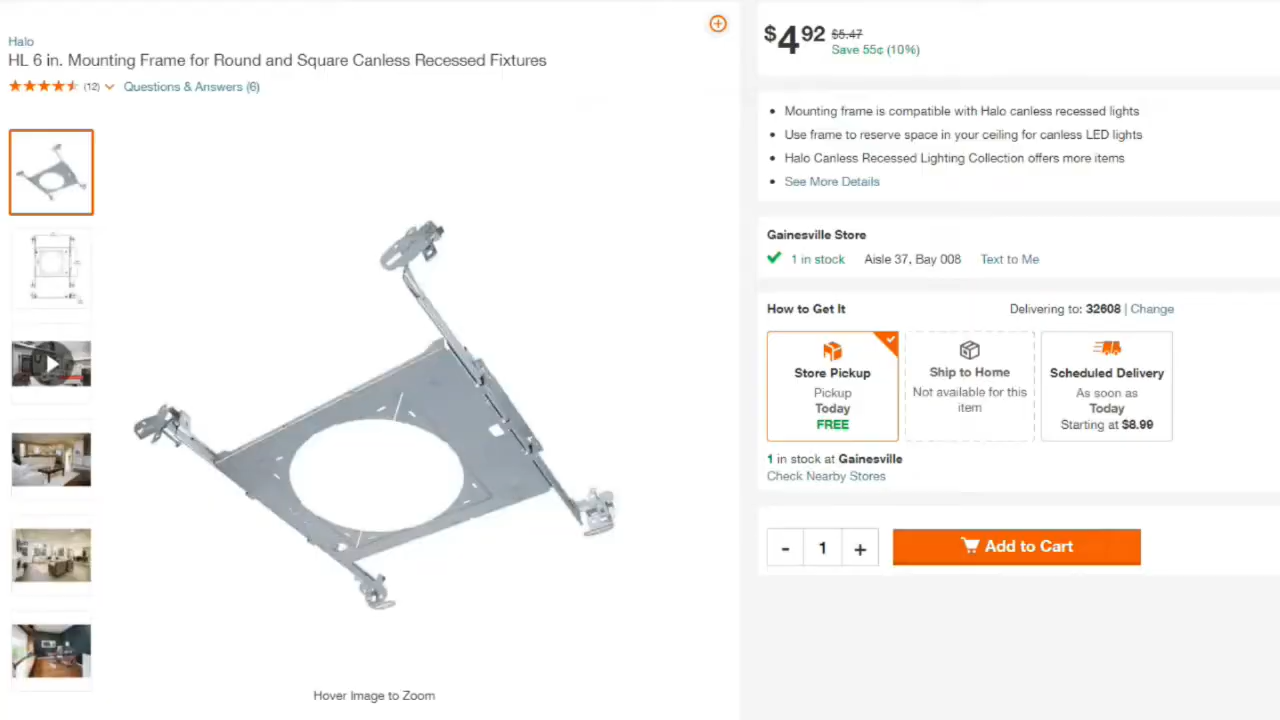 Halo
HL 6 in. Mounting Frame for Round and Square Canless Recessed Fixtures
(12) Questions & Answers (6)
Hover Image to Zoom
$4 92 $5.47
Save 55¢ (10%)
Mounting frame is compatible with Halo canless recessed lights
Use frame to reserve space in your ceiling for canless LED lights
Halo Canless Recessed Lighting Collection offers more items
See More Details
Gainesville Store
1 in stock Aisle 37, Bay 008 Text to Me
How to Get It Delivering to: 32608 | Change
Store Pickup
Pickup
Today
FREE
Ship to Home
Not available for this
item
Scheduled Delivery
As soon as
Today
Starting at $8.99
1 in stock at Gainesville
Check Nearby Stores
- 1 + Add to Cart